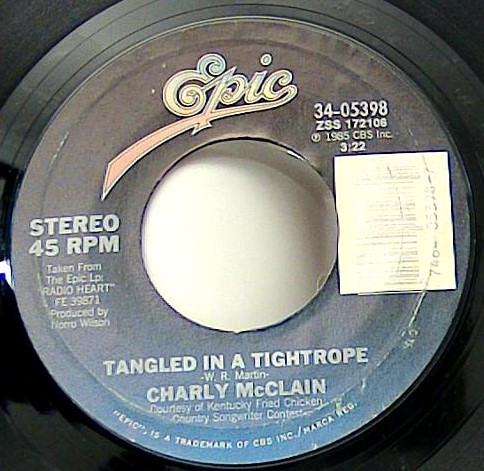 Epic
34-05398
ZSS 172106
℗ 1985 CBS Inc.
3:22
STEREO
45 RPM
Taken From
The Epic Lp:
"RADIO HEART"
FE 39871
Produced by
Norro Wilson
TANGLED IN A TIGHTROPE
-W. R. Martin-
CHARLY McCLAIN
Courtesy of Kentucky Fried Chicken
Country Songwriter Contest
"EPIC", IS A TRADEMARK OF CBS INC./MARCA REG.